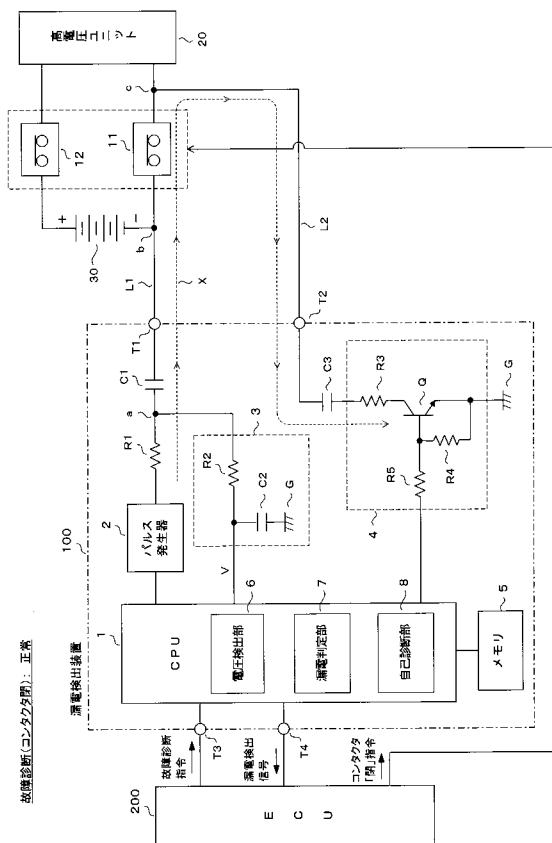 故障診断(コンタクタ閉): 正常
漏電検出装置
100
200
ECU
故障診断
指令
T3
漏電検出
信号
T4
コンタクタ
「閉」指令
1
CPU
電圧検出部
6
漏電判定部
7
自己診断部
8
メモリ
5
2
パルス
発生器
R1
a
C1
T1
L1
b
X
V
R2
C2
G
3
30
+
−
12
11
高電圧ユニット
20
c
L2
T2
C3
R3
Q
R5
R4
G
4